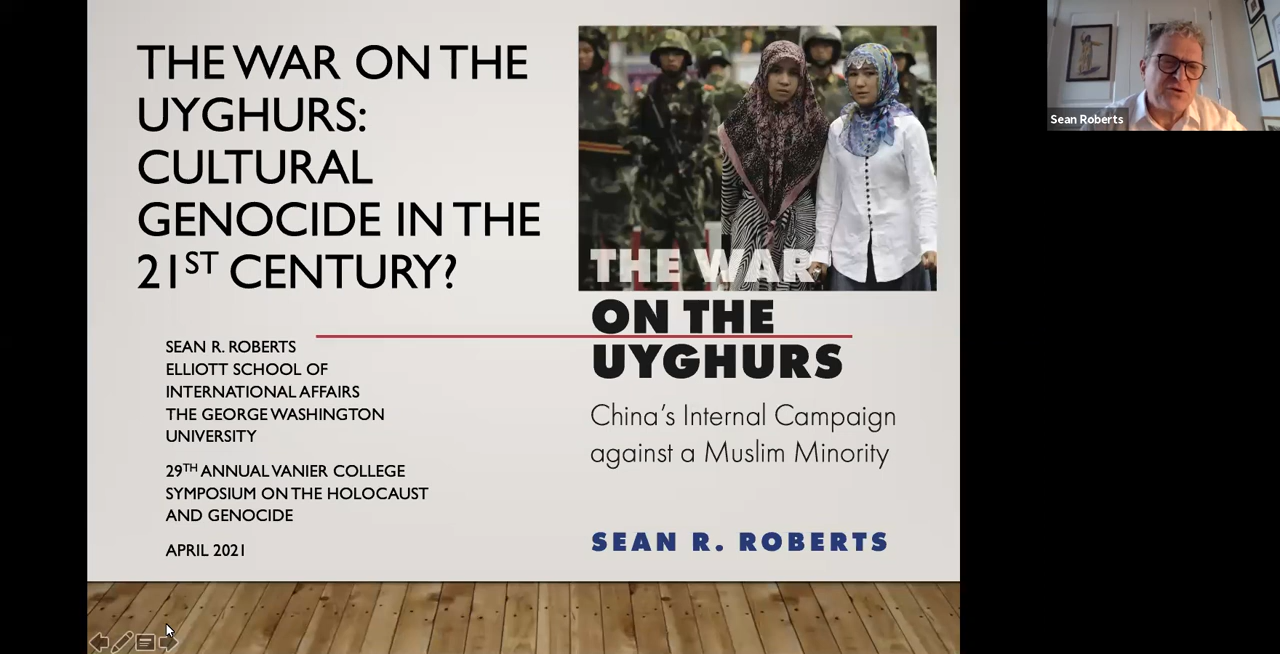 THE WAR ON THE
UYGHURS:
CULTURAL
GENOCIDE IN THE
21ST CENTURY?
SEAN R. ROBERTS
ELLIOTT SCHOOL OF
INTERNATIONAL AFFAIRS
THE GEORGE WASHINGTON
UNIVERSITY
29TH ANNUAL VANIER COLLEGE
SYMPOSIUM ON THE HOLOCAUST
AND GENOCIDE
APRIL 2021
THE WAR
ON THE
UYGHURS
China's Internal Campaign
against a Muslim Minority
SEAN R. ROBERTS
Sean Roberts